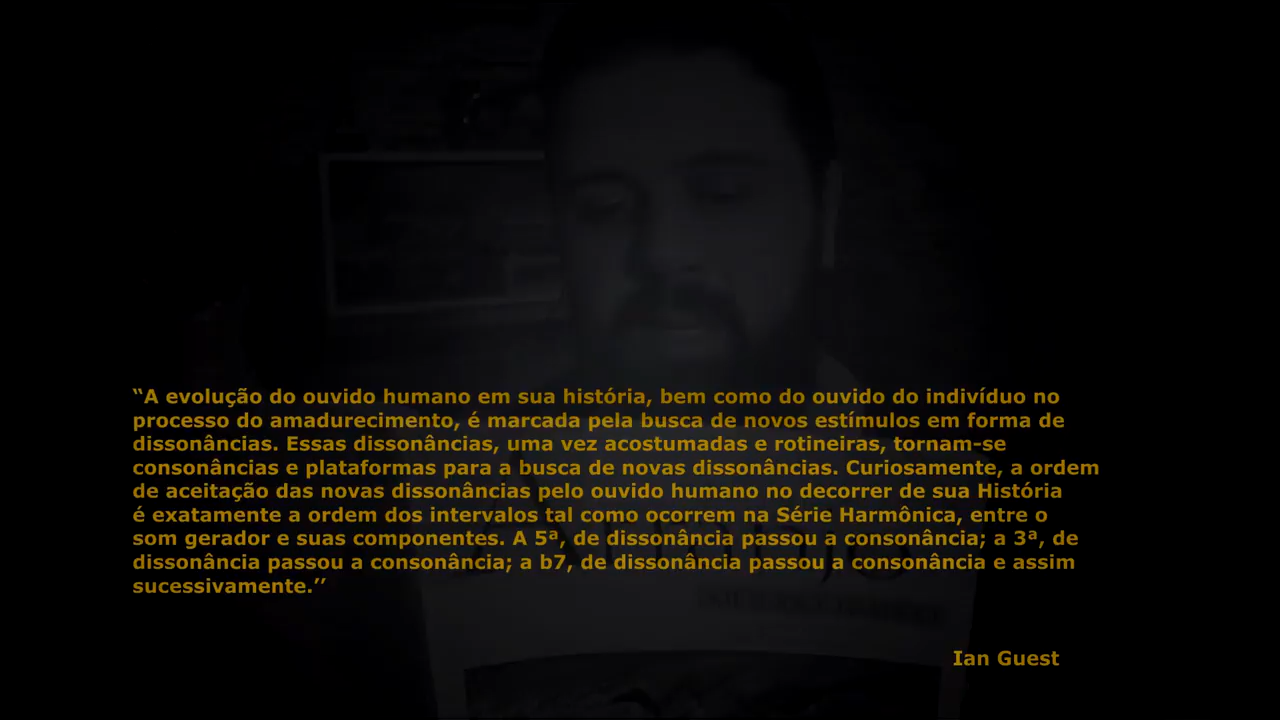 “A evolução do ouvido humano em sua história, bem como do ouvido do indivíduo no
processo do amadurecimento, é marcada pela busca de novos estímulos em forma de
dissonâncias. Essas dissonâncias, uma vez acostumadas e rotineiras, tornam-se
consonâncias e plataformas para a busca de novas dissonâncias. Curiosamente, a ordem
de aceitação das novas dissonâncias pelo ouvido humano no decorrer de sua História
é exatamente a ordem dos intervalos tal como ocorrem na Série Harmônica, entre o
som gerador e suas componentes. A 5ª, de dissonância passou a consonância; a 3ª, de
dissonância passou a consonância; a b7, de dissonância passou a consonância e assim
sucessivamente.’’
Ian Guest